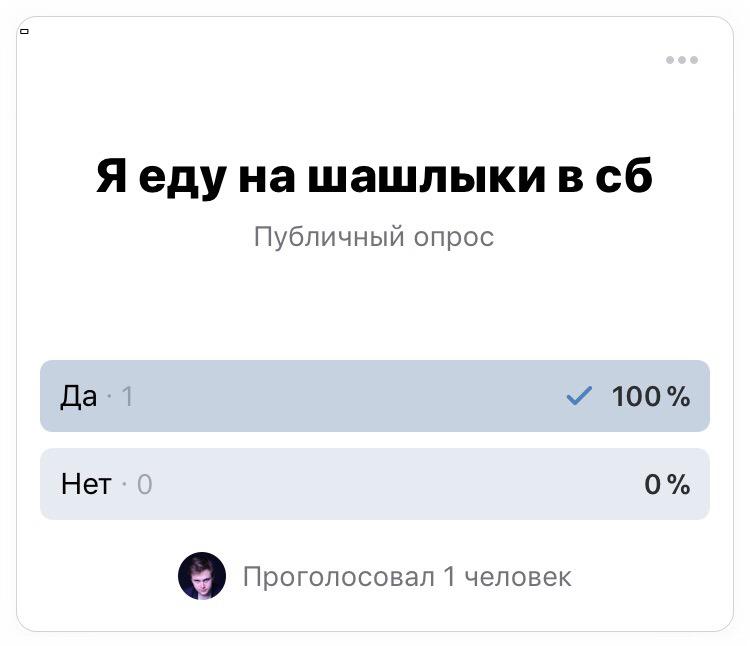 Я еду на шашлыки в сб
Публичный опрос
Да · 1 100 %
Нет · 0 0 %
Проголосовал 1 человек